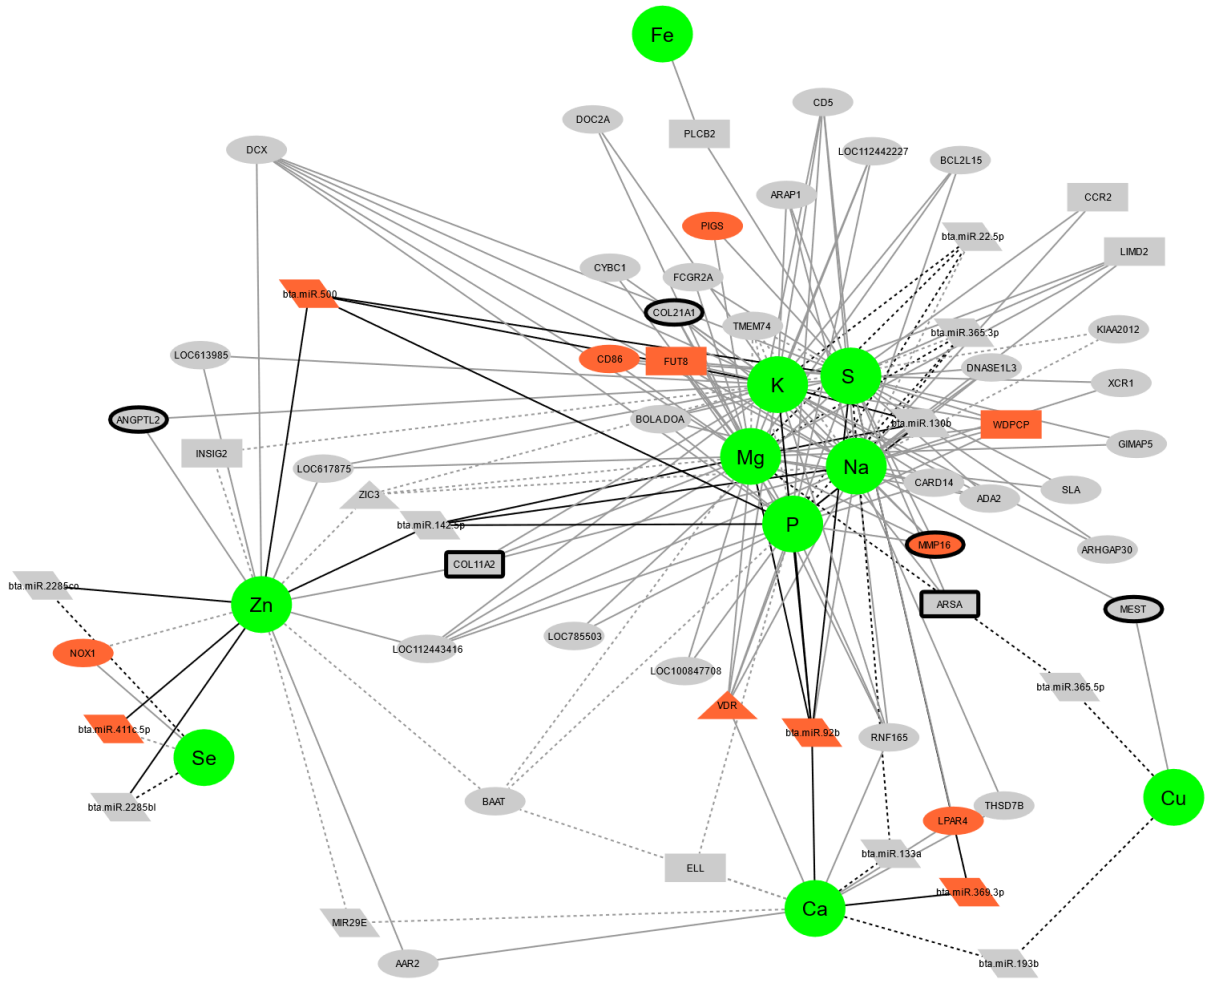 Fe
CD5
DOC2A
PLCB2
DCX
LOC112442227
BCL2L15
ARAP1
CCR2
PIGS
bta.miR.22.5p
LIMD2
CYBC1
FCGR2A
bta.miR.500
COL21A1
TMEM74
bta.miR.365.3p
KIAA2012
LOC613985
CD86
FUT8
DNASE1L3
K
S
XCR1
ANGPTL2
BOLA.DOA
bta.miR.130b
WDPCP
INSIG2
GIMAP5
LOC617875
Mg
Na
ZIC3
CARD14
ADA2
SLA
bta.miR.142.5p
P
MMP16
ARHGAP30
COL11A2
bta.miR.2285co
Zn
ARSA
MEST
LOC785503
NOX1
LOC112443416
LOC100847708
bta.miR.365.5p
VDR
bta.miR.411c.5p
bta.miR.92b
RNF165
Se
Cu
bta.miR.2285bl
BAAT
THSD7B
LPAR4
bta.miR.133a
ELL
bta.miR.369.3p
Ca
MIR29E
AAR2
bta.miR.193b